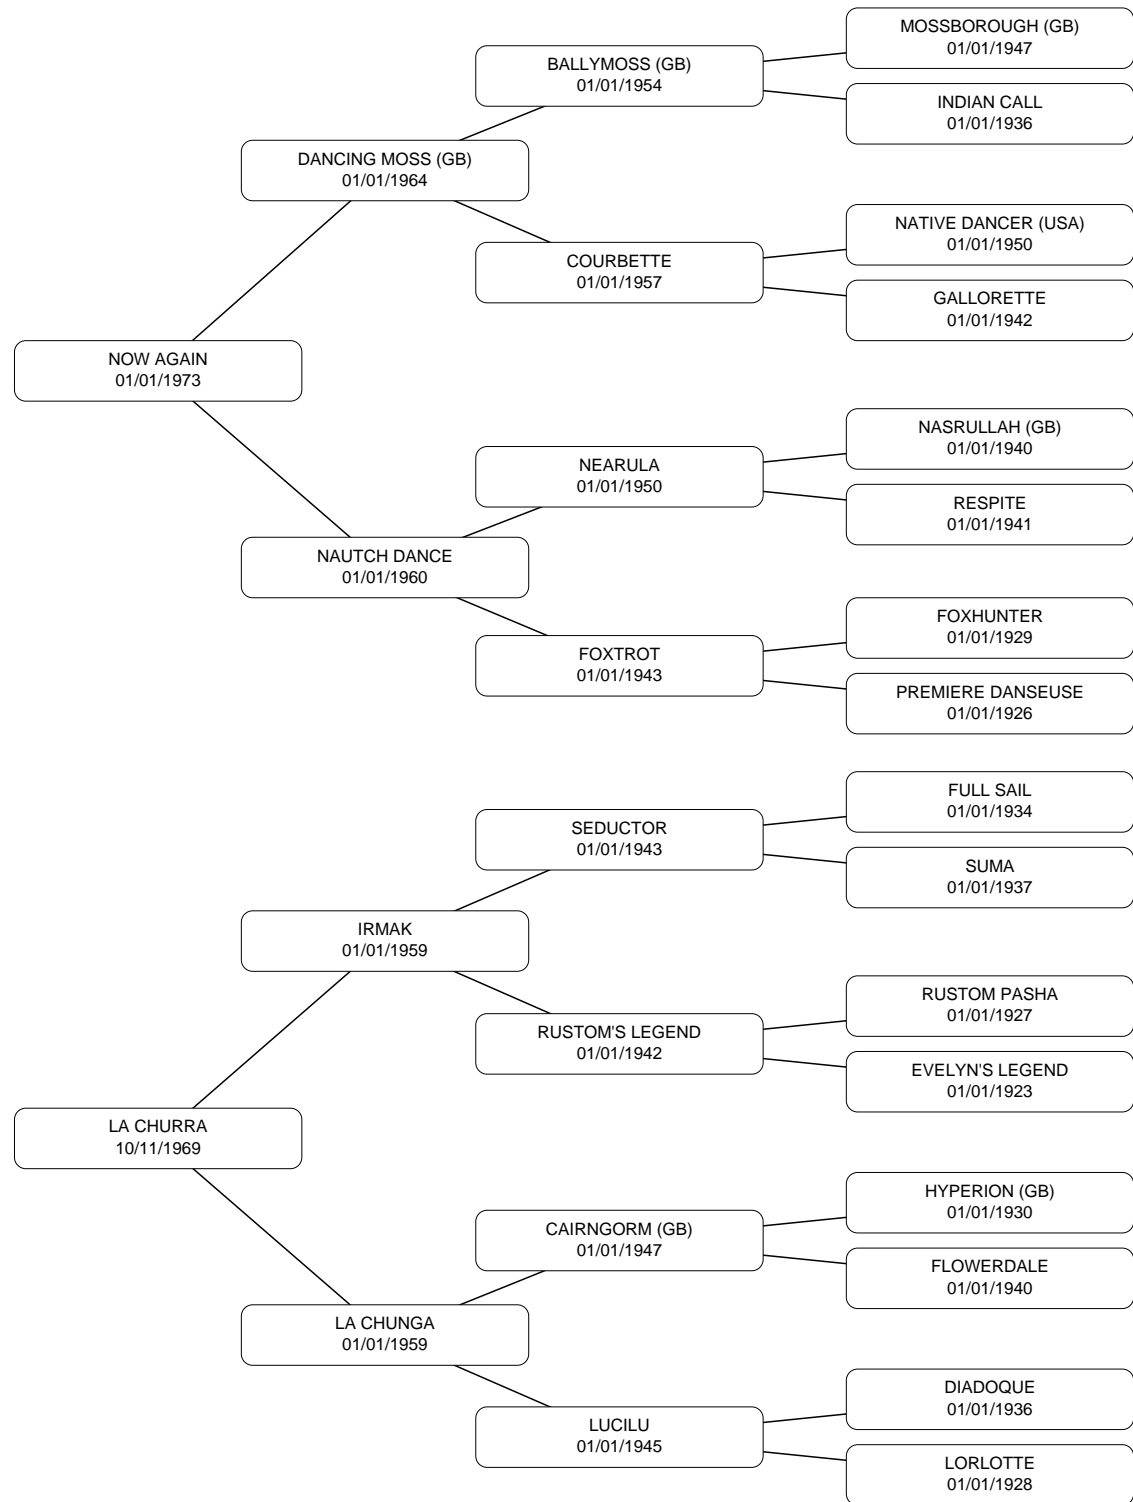 MOSSBOROUGH (GB)
01/01/1947
BALLYMOSS (GB)
01/01/1954
INDIAN CALL
01/01/1936
DANCING MOSS (GB)
01/01/1964
NATIVE DANCER (USA)
01/01/1950
COURBETTE
01/01/1957
GALLORETTE
01/01/1942
NOW AGAIN
01/01/1973
NASRULLAH (GB)
01/01/1940
NEARULA
01/01/1950
RESPITE
01/01/1941
NAUTCH DANCE
01/01/1960
FOXHUNTER
01/01/1929
FOXTROT
01/01/1943
PREMIERE DANSEUSE
01/01/1926
FULL SAIL
01/01/1934
SEDUCTOR
01/01/1943
SUMA
01/01/1937
IRMAK
01/01/1959
RUSTOM PASHA
01/01/1927
RUSTOM'S LEGEND
01/01/1942
EVELYN'S LEGEND
01/01/1923
LA CHURRA
10/11/1969
HYPERION (GB)
01/01/1930
CAIRNGORM (GB)
01/01/1947
FLOWERDALE
01/01/1940
LA CHUNGA
01/01/1959
DIADOQUE
01/01/1936
LUCILU
01/01/1945
LORLOTTE
01/01/1928